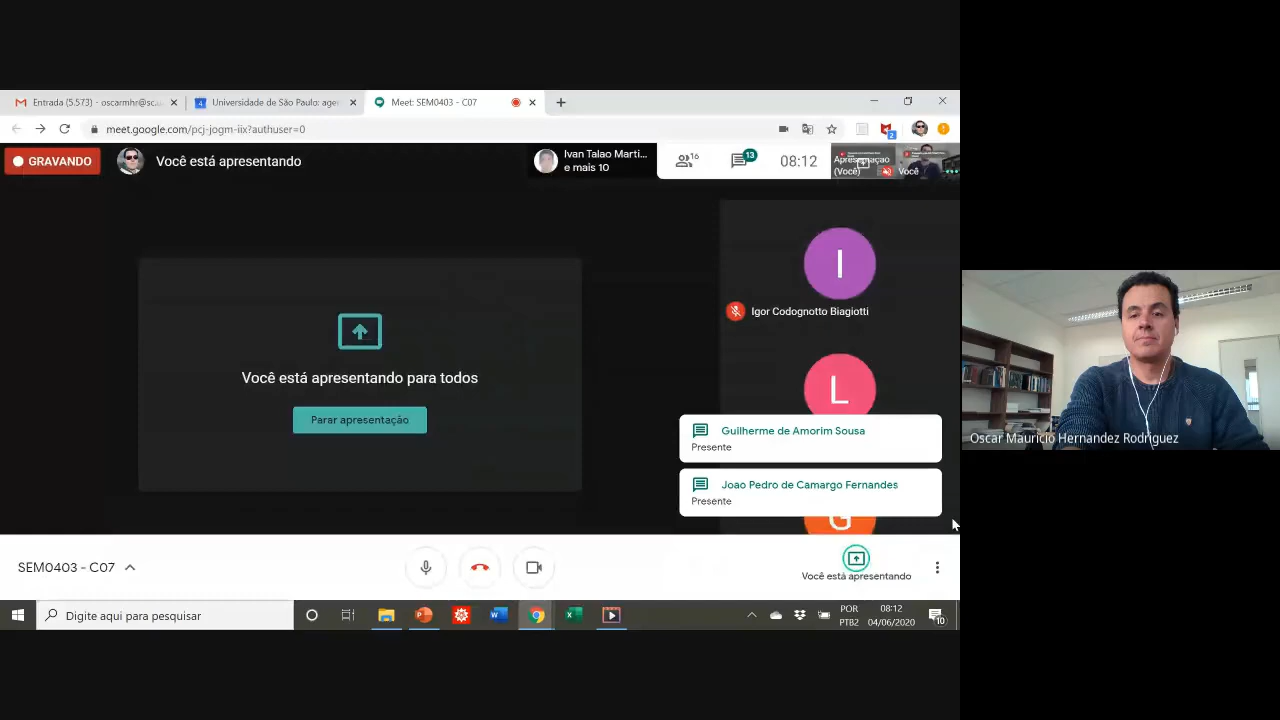 Entrada (5.573) - oscarmhr@sc.
Universidade de São Paulo: age
Meet: SEM0403 - C07
meet.google.com/pcj-jogm-iix?authuser=0
2
GRAVANDO
Você está apresentando
Ivan Talao Marti...
e mais 10
16
13
08:12
Apresentação
(Você)
Você
Você está apresentando para todos
Parar apresentação
I
Igor Codognotto Biagiotti
L
Guilherme de Amorim Sousa
Presente
Joao Pedro de Camargo Fernandes
Presente
G
Oscar Mauricio Hernandez Rodriguez
SEM0403 - C07
Você está apresentando
Digite aqui para pesquisar
POR
PTB2
08:12
04/06/2020
10